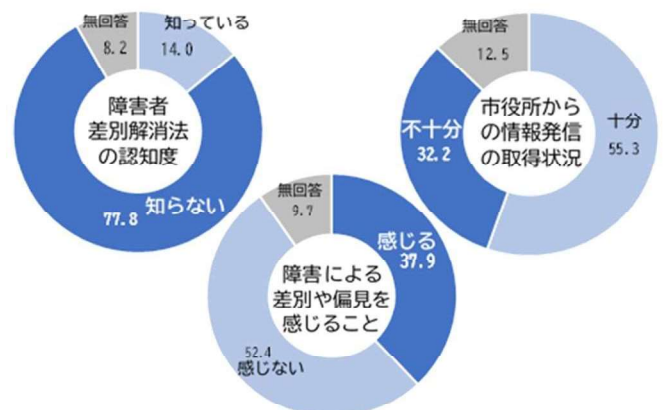 無回答
8.2
知っている
14.0
障害者
差別解消法
の認知度
77.8 知らない
無回答
12.5
不十分
32.2
市役所から
の情報発信
の取得状況
十分
55.3
無回答
9.7
感じる
37.9
障害による
差別や偏見を
感じること
52.4
感じない